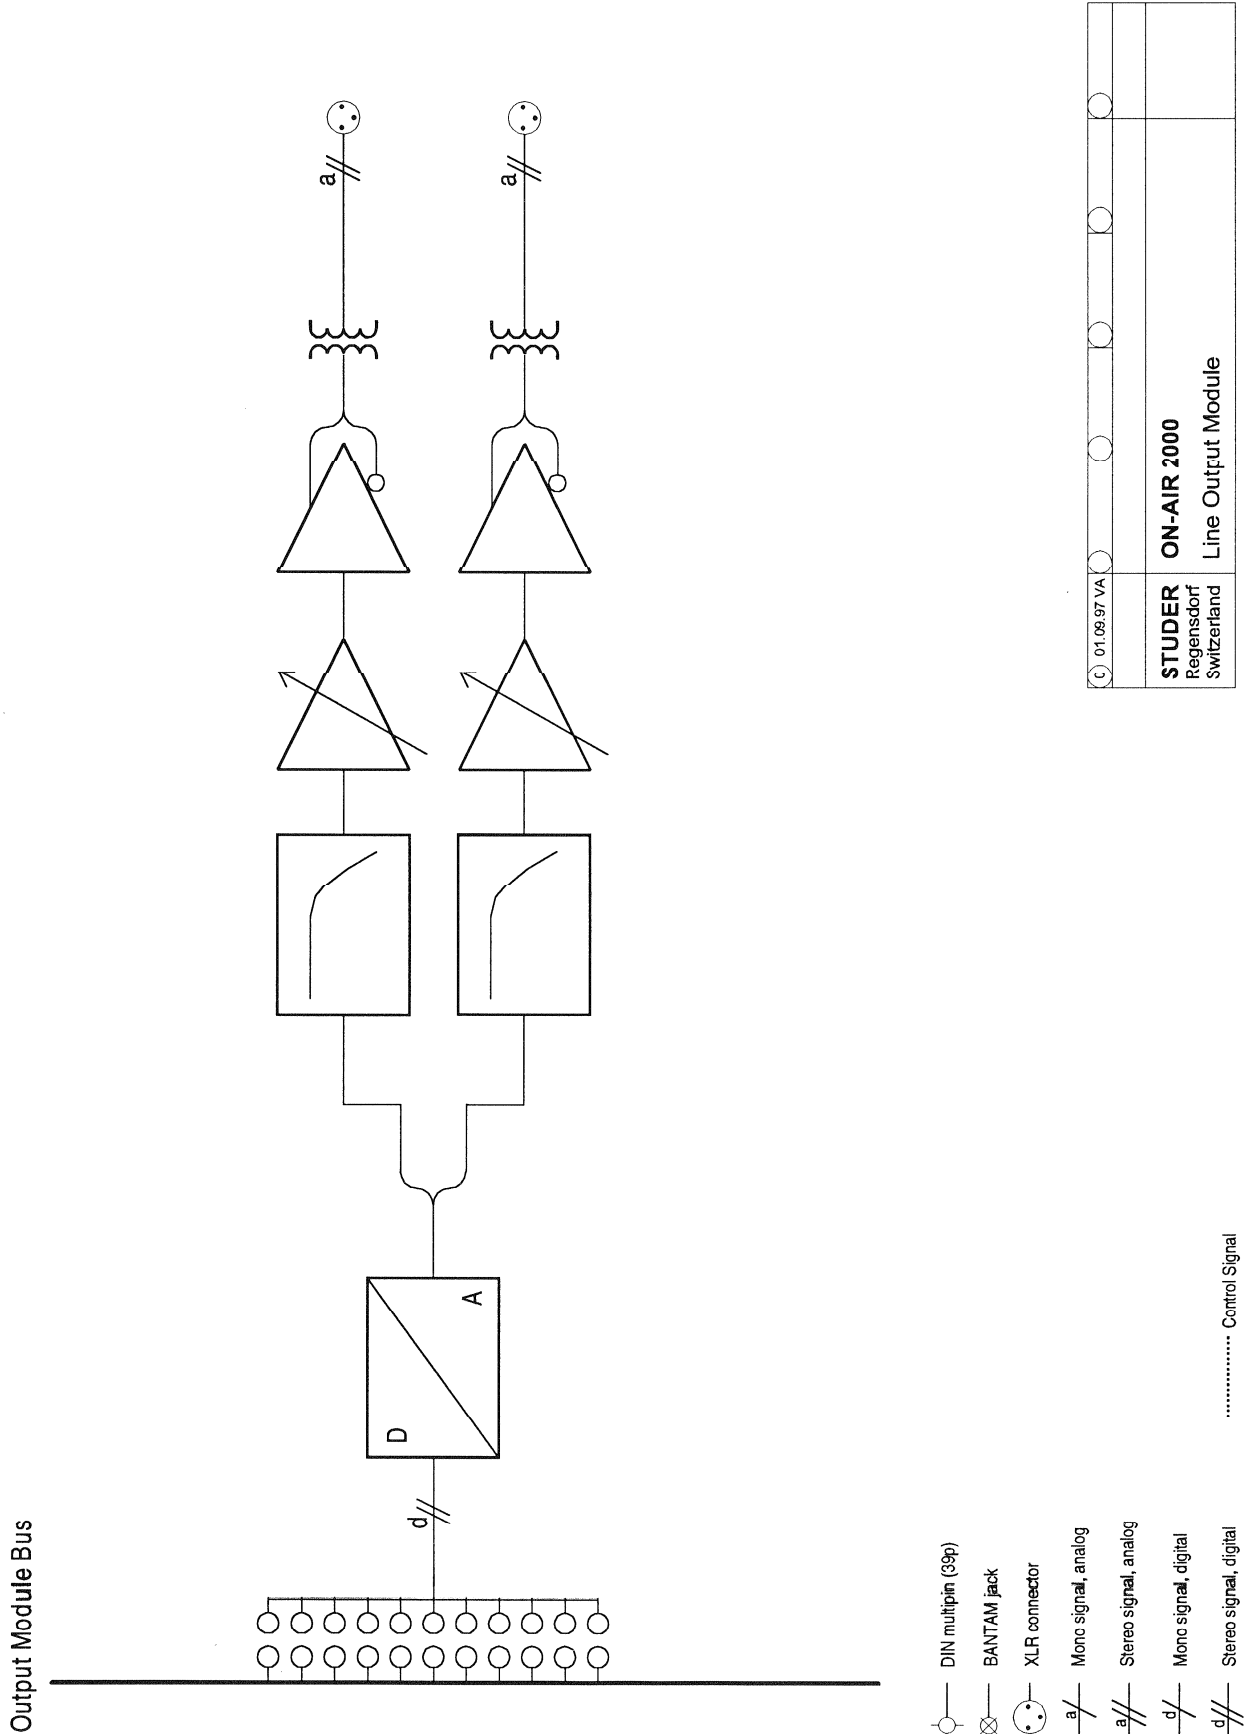 Output Module Bus
d
D
A
a
a
DIN multipin (39p)
BANTAM jack
XLR connector
a
Mono signal, analog
a
Stereo signal, analog
d
Mono signal, digital
d
Stereo signal, digital
Control Signal
C 01.09.97 VA
STUDER
Regensdorf
Switzerland
ON-AIR 2000
Line Output Module